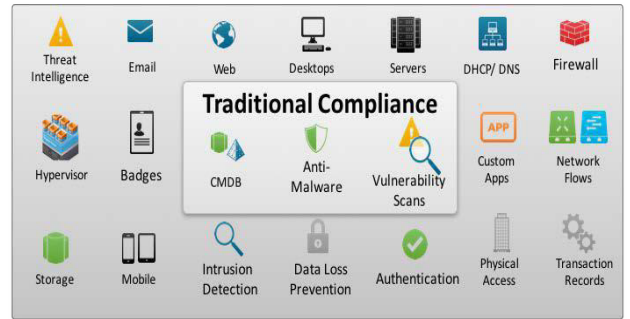 Threat
Intelligence
Email
Web
Desktops
Servers
DHCP/ DNS
Firewall
Traditional Compliance
Hypervisor
Badges
CMDB
Anti-
Malware
Vulnerability
Scans
APP
Custom
Apps
Network
Flows
Storage
Mobile
Intrusion
Detection
Data Loss
Prevention
Authentication
Physical
Access
Transaction
Records